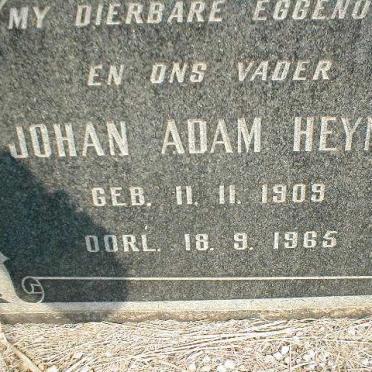 MY DIERBARE EGGENO
EN ONS VADER
JOHAN ADAM HEYN
GEB. 11. 11. 1909
OORL. 18. 9. 1965